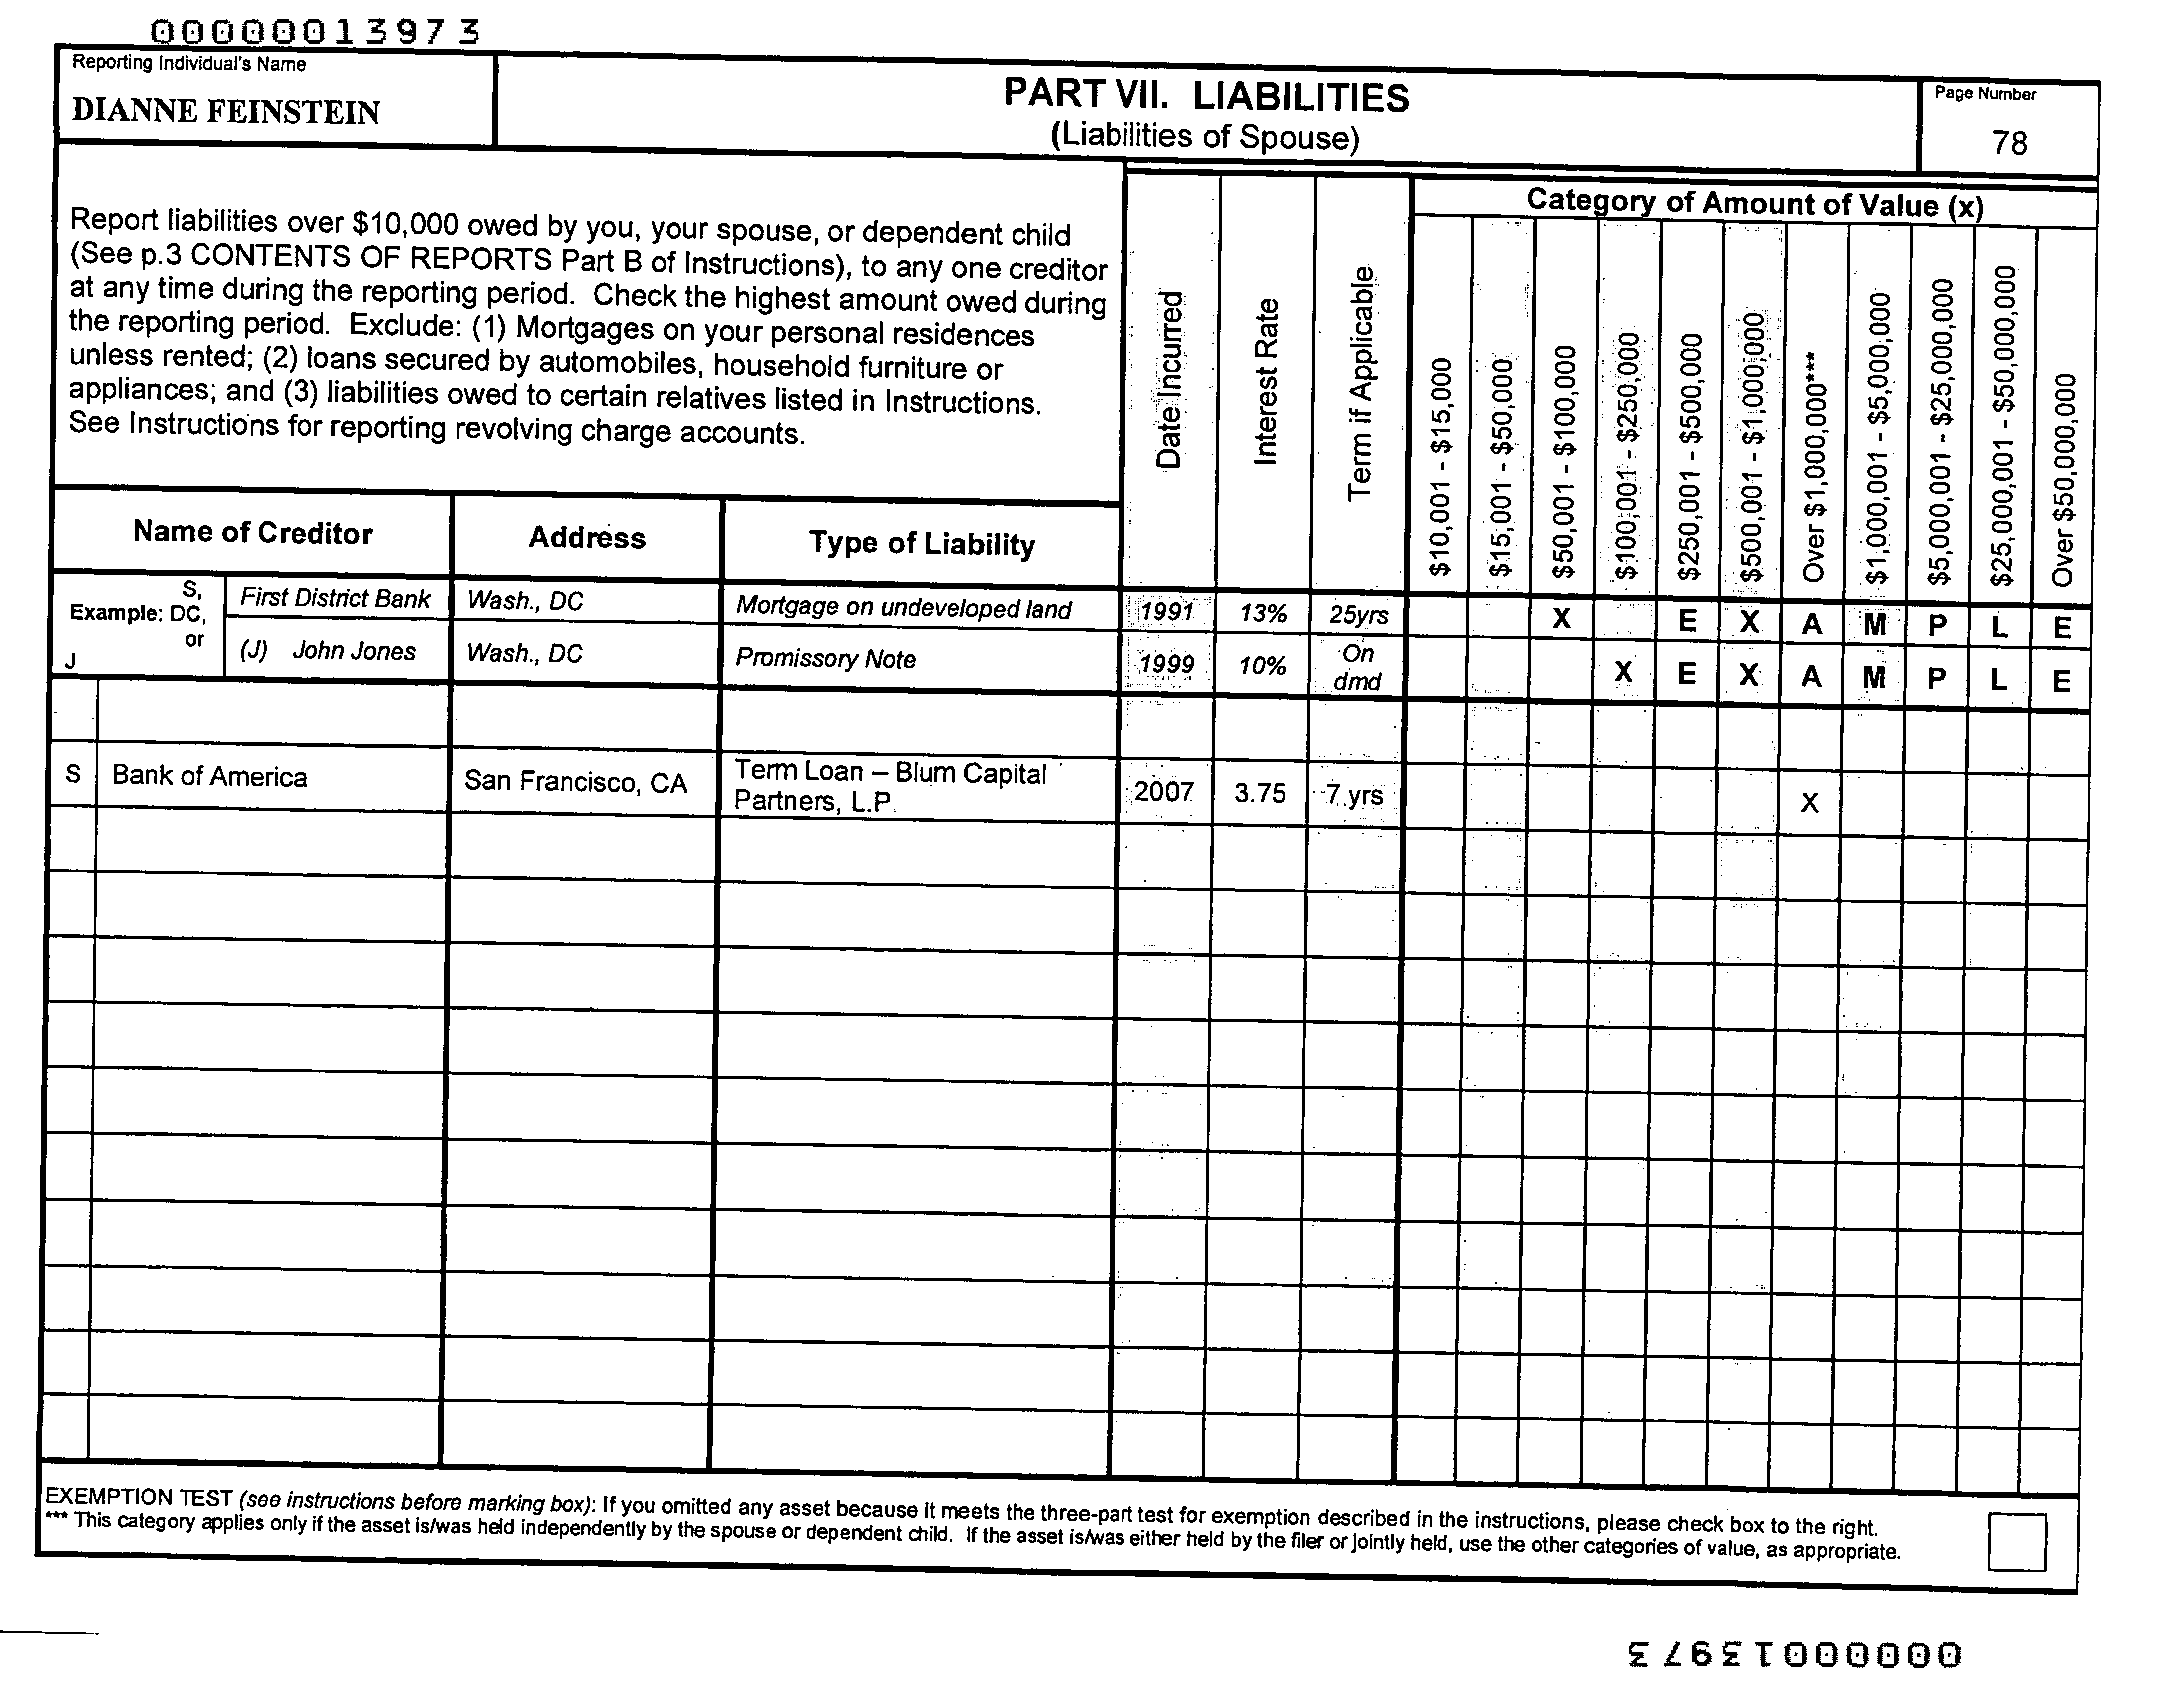 00000013973
Reporting Individual's Name
DIANNE FEINSTEIN
PART VII. LIABILITIES
(Liabilities of Spouse)
Page Number
78
Report liabilities over $10,000 owed by you, your spouse, or dependent child
(See p.3 CONTENTS OF REPORTS Part B of Instructions), to any one creditor
at any time during the reporting period. Check the highest amount owed during
the reporting period. Exclude: (1) Mortgages on your personal residences
unless rented; (2) loans secured by automobiles, household furniture or
appliances; and (3) liabilities owed to certain relatives listed in Instructions.
See Instructions for reporting revolving charge accounts.
Name of Creditor
Address
Type of Liability
Date Incurred
Interest Rate
Term if Applicable
Category of Amount of Value (x)
$10,001 - $15,000
$15,001 - $50,000
$50,001 - $100,000
$100,001 - $250,000
$250,001 - $500,000
$500,001 - $1,000,000
Over $1,000,000***
$1,000,001 - $5,000,000
$5,000,001 - $25,000,000
$25,000,001 - $50,000,000
Over $50,000,000
Example: S, DC, or J
First District Bank Wash., DC Mortgage on undeveloped land 1991 13% 25yrs X E X A M P L E
(J) John Jones Wash., DC Promissory Note 1999 10% On dmd X E X A M P L E
S Bank of America San Francisco, CA Term Loan – Blum Capital
Partners, L.P. 2007 3.75 7 yrs X
EXEMPTION TEST (see instructions before marking box): If you omitted any asset because it meets the three-part test for exemption described in the instructions, please check box to the right.
*** This category applies only if the asset is/was held independently by the spouse or dependent child. If the asset is/was either held by the filer or jointly held, use the other categories of value, as appropriate.
00000013973